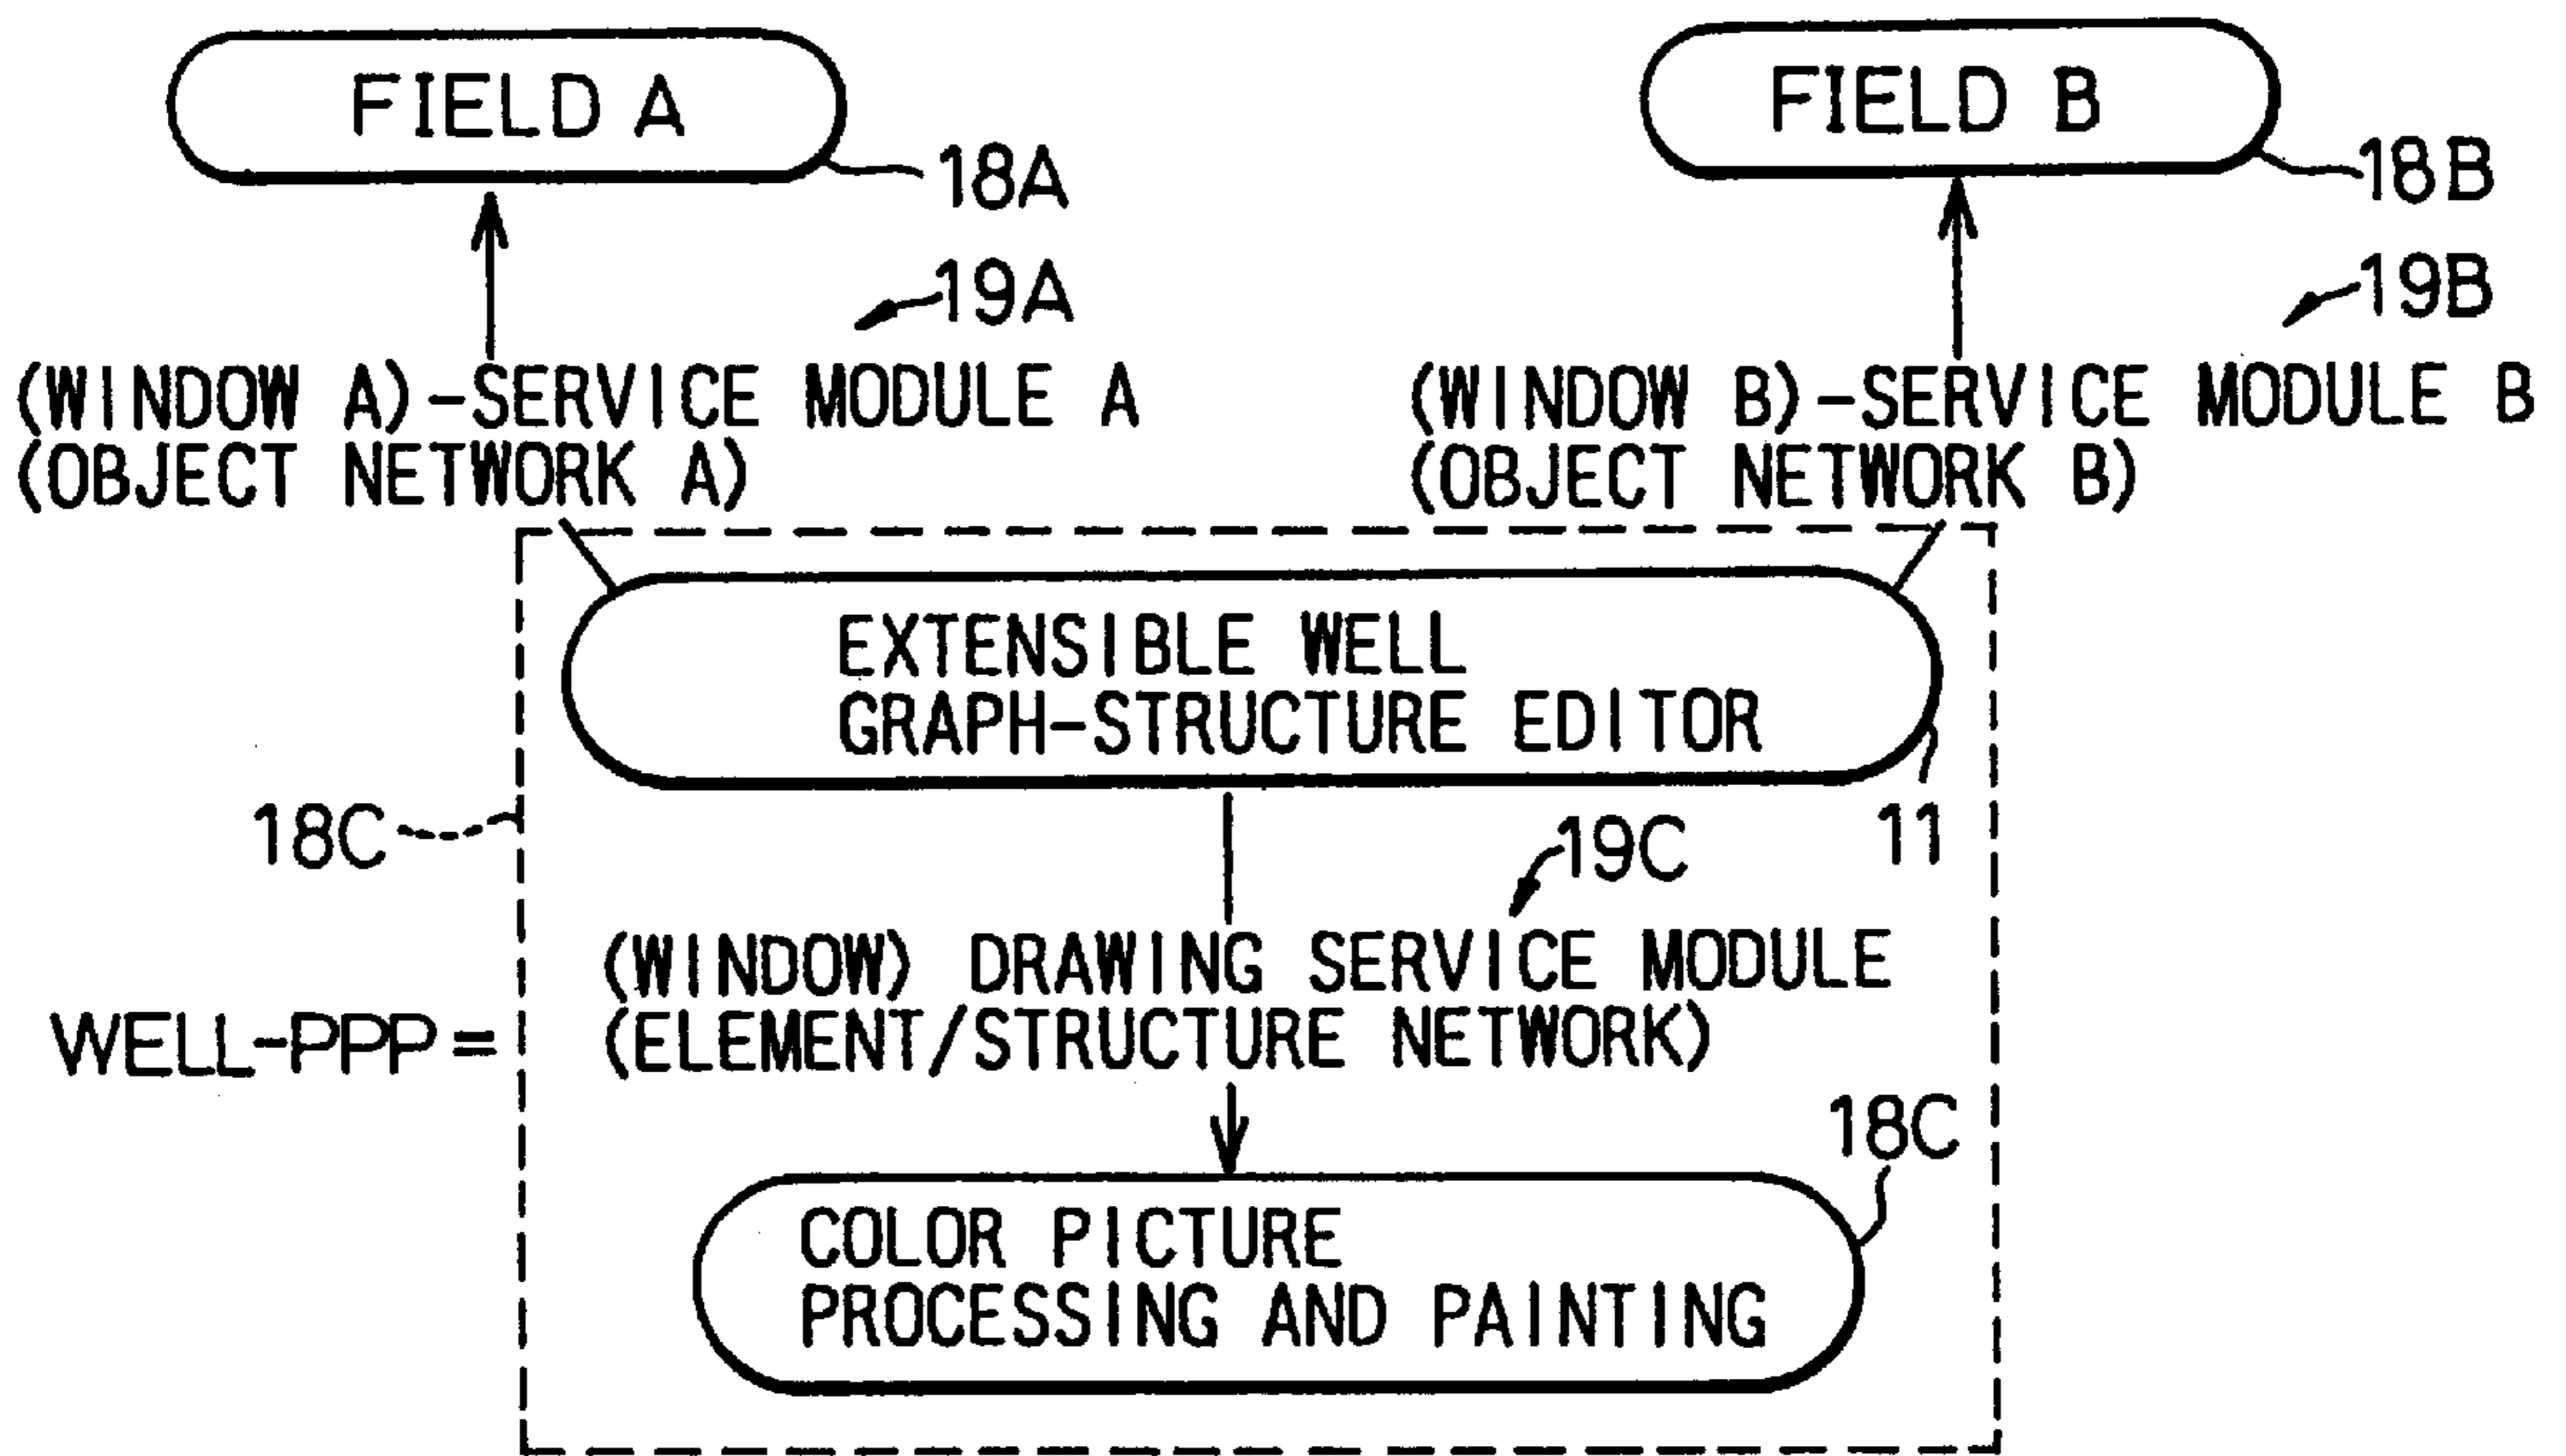 FIELD A
18A
FIELD B
18B
19A
19B
(WINDOW A)-SERVICE MODULE A
(OBJECT NETWORK A)
(WINDOW B)-SERVICE MODULE B
(OBJECT NETWORK B)
EXTENSIBLE WELL
GRAPH-STRUCTURE EDITOR
11
18C
19C
(WINDOW) DRAWING SERVICE MODULE
(ELEMENT/STRUCTURE NETWORK)
WELL-PPP=
18C
COLOR PICTURE
PROCESSING AND PAINTING